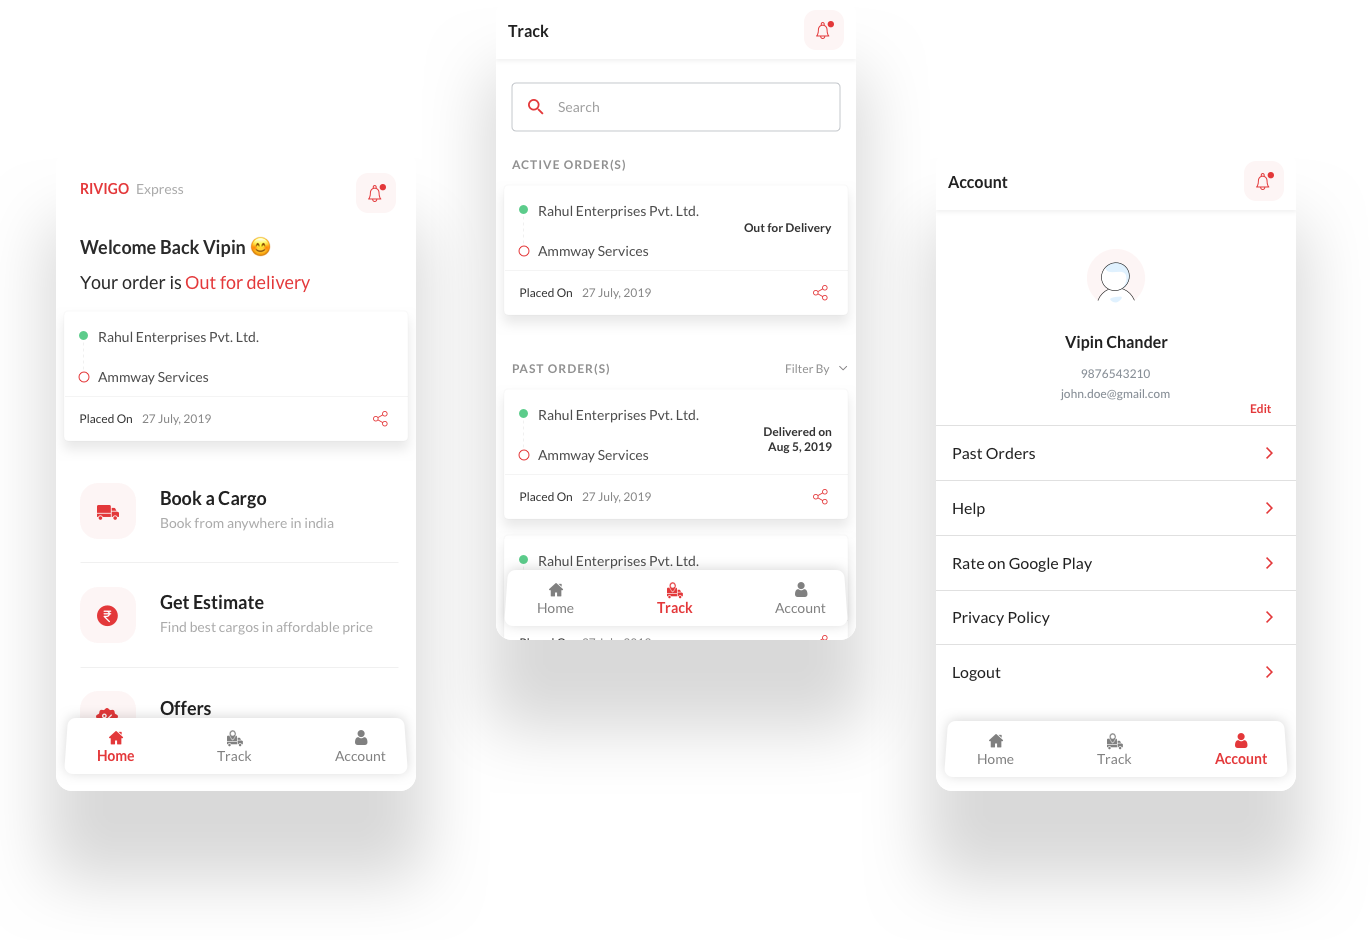 RIVIGO Express
Welcome Back Vipin 😊
Your order is Out for delivery
Rahul Enterprises Pvt. Ltd.
Ammway Services
Placed On 27 July, 2019
Book a Cargo
Book from anywhere in india
Get Estimate
Find best cargos in affordable price
Offers
Home Track Account
Track
Search
ACTIVE ORDER(S)
Rahul Enterprises Pvt. Ltd.
Out for Delivery
Ammway Services
Placed On 27 July, 2019
PAST ORDER(S) Filter By
Rahul Enterprises Pvt. Ltd.
Delivered on
Aug 5, 2019
Ammway Services
Placed On 27 July, 2019
Rahul Enterprises Pvt. Ltd.
Home Track Account
Account
Vipin Chander
9876543210
john.doe@gmail.com
Edit
Past Orders
Help
Rate on Google Play
Privacy Policy
Logout
Home Track Account